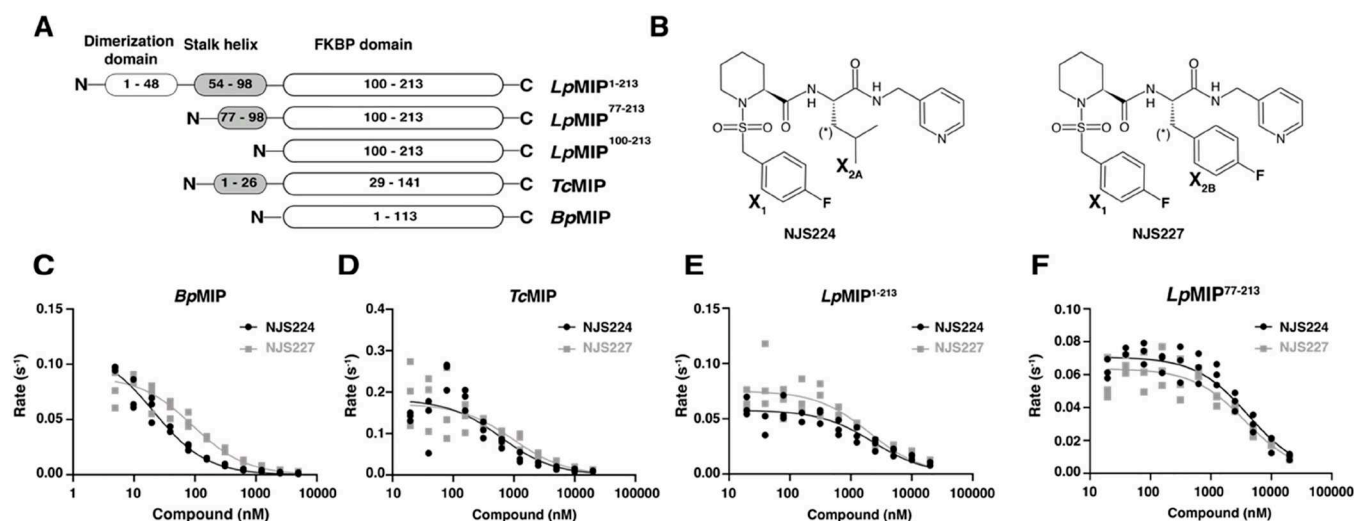 A
Dimerization
domain
Stalk helix
FKBP domain
N
1 - 48
54 - 98
100 - 213
C
LpMIP1-213
N
77 - 98
100 - 213
C
LpMIP77-213
N
100 - 213
C
LpMIP100-213
N
1 - 26
29 - 141
C
TcMIP
N
1 - 113
C
BpMIP
B
N
O=S=O
O
H
N
O
H
N
N
(*)
X2A
X1
F
NJS224
N
O=S=O
O
H
N
O
H
N
N
(*)
X2B
F
X1
F
NJS227
C
BpMIP
NJS224
NJS227
Rate (s-1)
0.15
0.10
0.05
0.00
1 10 100 1000 10000 100000
Compound (nM)
D
TcMIP
NJS224
NJS227
Rate (s-1)
0.4
0.3
0.2
0.1
0.0
10 100 1000 10000 100000
Compound (nM)
E
LpMIP1-213
NJS224
NJS227
Rate (s-1)
0.15
0.10
0.05
0.00
10 100 1000 10000 100000
Compound (nM)
F
LpMIP77-213
NJS224
NJS227
Rate (s-1)
0.10
0.08
0.06
0.04
0.02
0.00
10 100 1000 10000 100000
Compound (nM)